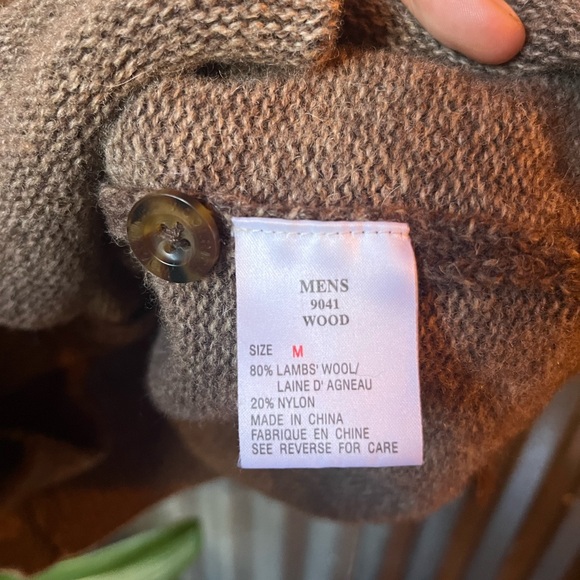 MENS
9041
WOOD
SIZE M
80% LAMBS' WOOL/
LAINE D' AGNEAU
20% NYLON
MADE IN CHINA
FABRIQUE EN CHINE
SEE REVERSE FOR CARE